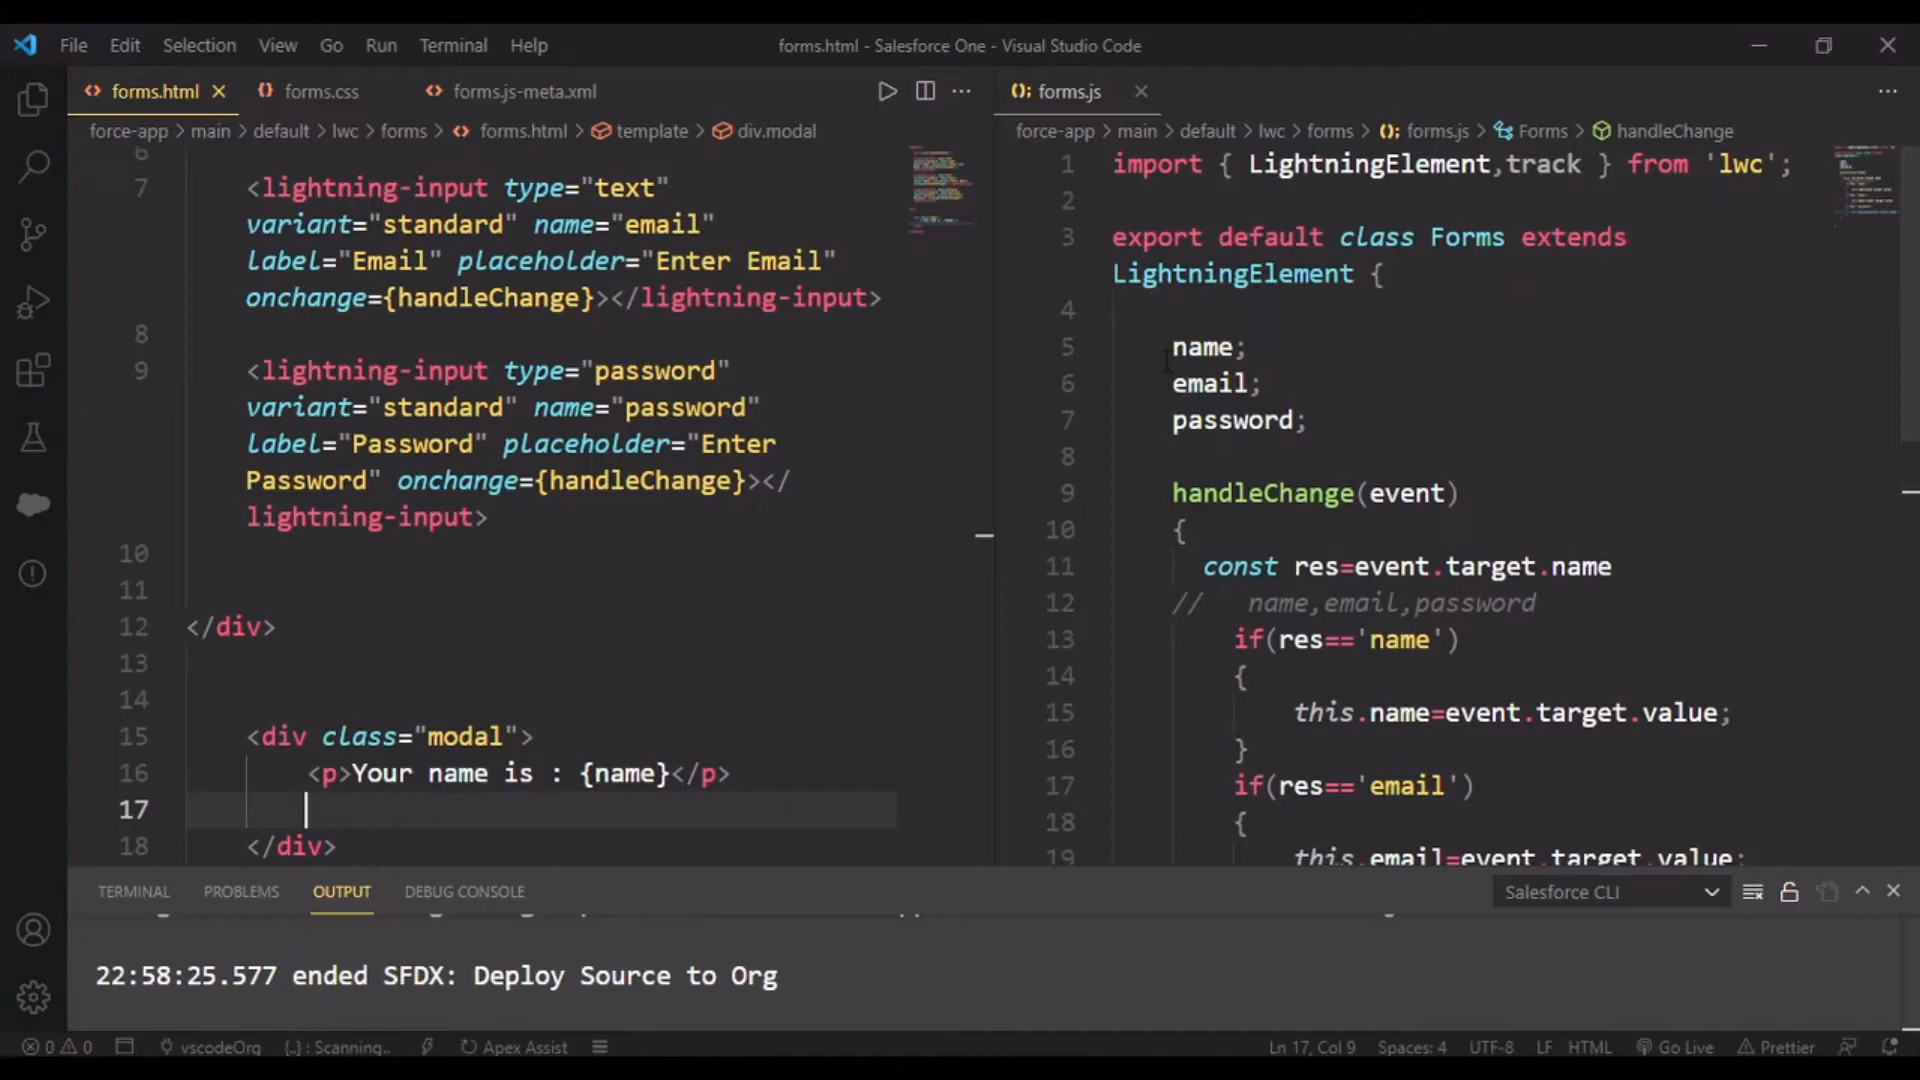 File Edit Selection View Go Run Terminal Help
forms.html - Salesforce One - Visual Studio Code
forms.html
forms.css
forms.js-meta.xml
force-app > main > default > lwc > forms > forms.html > template > div.modal
6
7 <lightning-input type="text"
variant="standard" name="email"
label="Email" placeholder="Enter Email"
onchange={handleChange}></lightning-input>
8
9 <lightning-input type="password"
variant="standard" name="password"
label="Password" placeholder="Enter
Password" onchange={handleChange}></
lightning-input>
10
11
12 </div>
13
14
15 <div class="modal">
16 <p>Your name is : {name}</p>
17
18 </div>
forms.js
force-app > main > default > lwc > forms > forms.js > Forms > handleChange
1 import { LightningElement,track } from 'lwc';
2
3 export default class Forms extends
LightningElement {
4
5 name;
6 email;
7 password;
8
9 handleChange(event)
10 {
11 const res=event.target.name
12 // name,email,password
13 if(res=='name')
14 {
15 this.name=event.target.value;
16 }
17 if(res=='email')
18 {
19 this.email=event.target.value;
TERMINAL PROBLEMS OUTPUT DEBUG CONSOLE
Salesforce CLI
22:58:25.577 ended SFDX: Deploy Source to Org
0 0 vscodeOrg {..} : Scanning.. Apex Assist
Ln 17, Col 9 Spaces: 4 UTF-8 LF HTML Go Live Prettier